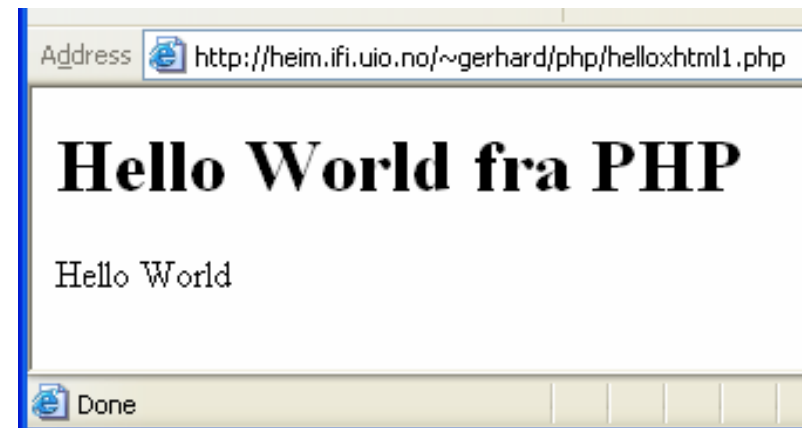 Address http://heim.ifi.uio.no/~gerhard/php/helloxhtml1.php
Hello World fra PHP
Hello World
Done